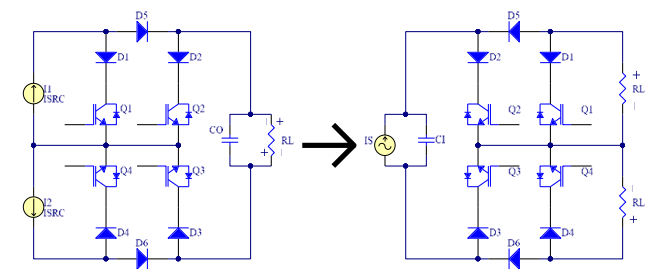 D5
D1
D2
I1
ISRC
Q1
Q2
CO
+
RL
+
Q4
Q3
I2
ISRC
D4
D3
D6
D5
D2
D1
+
RL
Q2
Q1
IS
CI
Q3
Q4
RL
+
D3
D4
D6